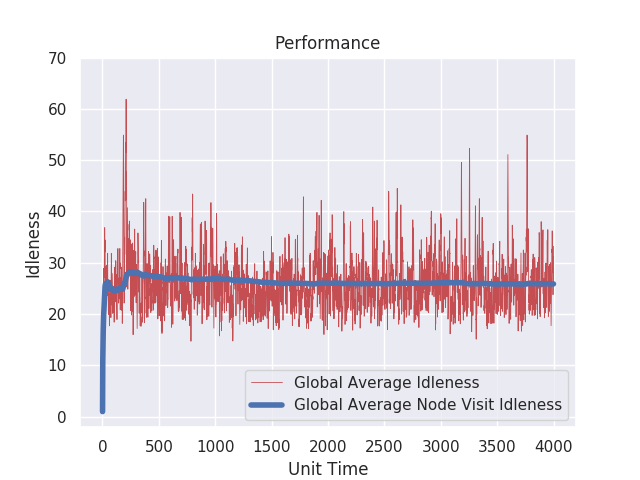 Performance
70
60
50
40
30
20
10
0
Idleness
Global Average Idleness
Global Average Node Visit Idleness
0 500 1000 1500 2000 2500 3000 3500 4000
Unit Time